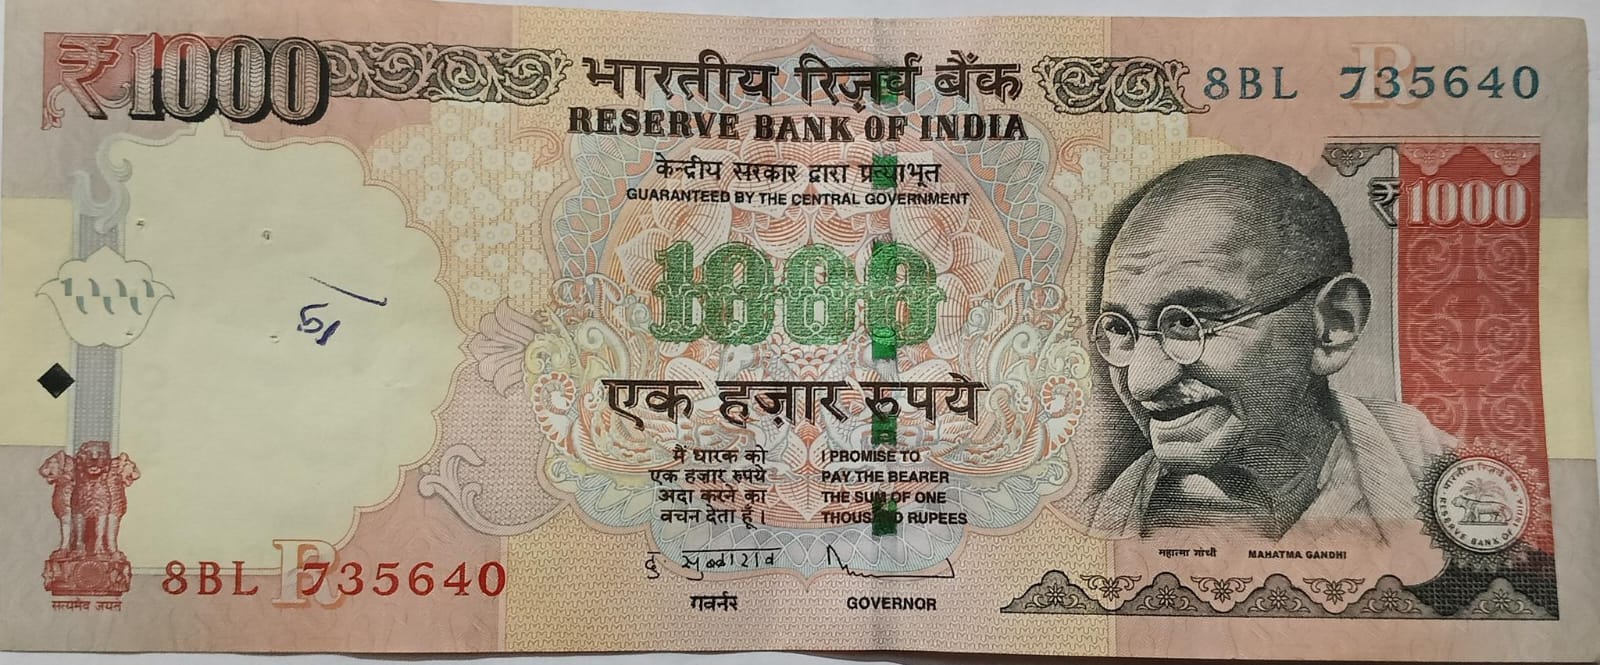 ₹1000
भारतीय रिज़र्व बैंक
RESERVE BANK OF INDIA
8BL 735640
केन्द्रीय सरकार द्वारा प्रत्याभूत
GUARANTEED BY THE CENTRAL GOVERNMENT
₹1000
1000
1000
एक हज़ार रुपये
मैं धारक को
एक हज़ार रुपये
अदा करने का
वचन देता हूँ।
I PROMISE TO
PAY THE BEARER
THE SUM OF ONE
THOUSAND RUPEES
दु सुब्बाराव
गवर्नर
GOVERNOR
महात्मा गांधी
MAHATMA GANDHI
भारतीय रिज़र्व बैंक
RESERVE BANK OF INDIA
सत्यमेव जयते
8BL 735640
R
R